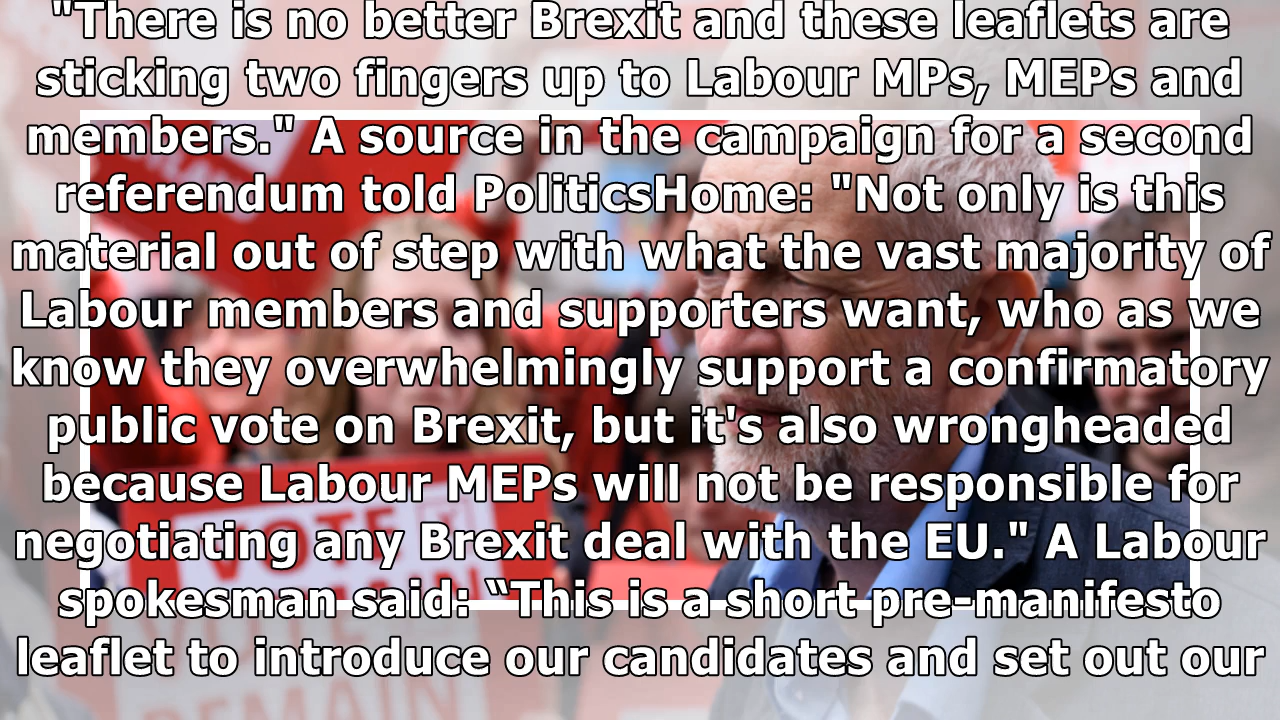 "There is no better Brexit and these leaflets are
sticking two fingers up to Labour MPs, MEPs and
members." A source in the campaign for a second
referendum told PoliticsHome: "Not only is this
material out of step with what the vast majority of
Labour members and supporters want, who as we
know they overwhelmingly support a confirmatory
public vote on Brexit, but it's also wrongheaded
because Labour MEPs will not be responsible for
negotiating any Brexit deal with the EU." A Labour
spokesman said: “This is a short pre-manifesto
leaflet to introduce our candidates and set out our
VOTE
REMAIN